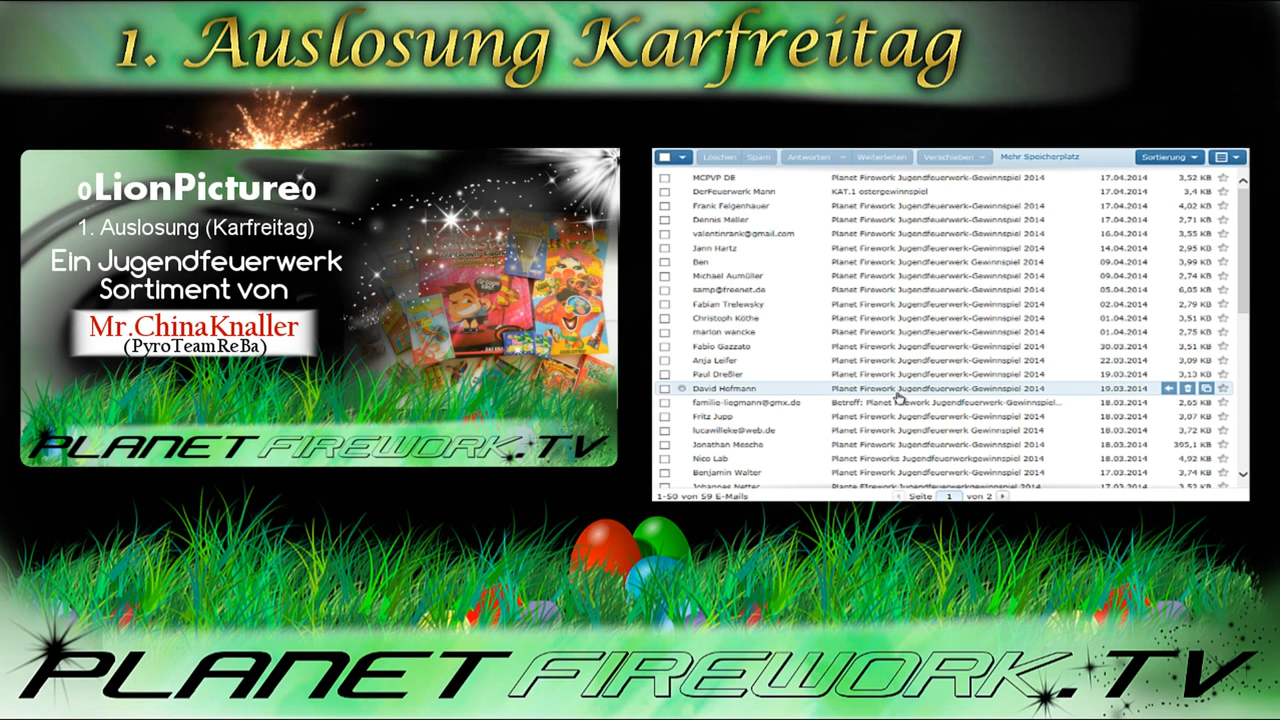 1. Auslosung Karfreitag
oLionPictureo
1. Auslosung (Karfreitag)
Ein Jugendfeuerwerk
Sortiment von
Mr.ChinaKnaller
(PyroTeamReBa)
PLANET FIREWORK.TV
Löschen Spam Antworten Weiterleiten Verschieben Mehr Speicherplatz Sortierung
MCPVP DE Planet Firework Jugendfeuerwerk-Gewinnspiel 2014 17.04.2014 3,52 KB
DerFeuerwerk Mann KAT.1 ostergewinnspiel 17.04.2014 3,4 KB
Frank Felgenhauer Planet Firework Jugendfeuerwerk-Gewinnspiel 2014 17.04.2014 4,02 KB
Dennis Meller Planet Firework Jugendfeuerwerk-Gewinnspiel 2014 17.04.2014 2,71 KB
valentinrank@gmail.com Planet Firework Jugendfeuerwerk-Gewinnspiel 2014 16.04.2014 3,55 KB
Jann Hartz Planet Firework Jugendfeuerwerk-Gewinnspiel 2014 14.04.2014 2,95 KB
Ben Planet Firework Jugendfeuerwerk-Gewinnspiel 2014 09.04.2014 3,99 KB
Michael Aumüller Planet Firework Jugendfeuerwerk-Gewinnspiel 2014 09.04.2014 2,74 KB
samp@freenet.de Planet Firework Jugendfeuerwerk-Gewinnspiel 2014 05.04.2014 6,05 KB
Fabian Trelewsky Planet Firework Jugendfeuerwerk-Gewinnspiel 2014 02.04.2014 2,79 KB
Christoph Köthe Planet Firework Jugendfeuerwerk-Gewinnspiel 2014 01.04.2014 3,51 KB
marlon wancke Planet Firework Jugendfeuerwerk-Gewinnspiel 2014 01.04.2014 2,75 KB
Fabio Gazzato Planet Firework Jugendfeuerwerk-Gewinnspiel 2014 30.03.2014 3,51 KB
Anja Leifer Planet Firework Jugendfeuerwerk-Gewinnspiel 2014 22.03.2014 3,09 KB
Paul Dreßler Planet Firework Jugendfeuerwerk-Gewinnspiel 2014 19.03.2014 3,13 KB
David Hofmann Planet Firework Jugendfeuerwerk-Gewinnspiel 2014 19.03.2014
familie-liegmann@gmx.de Betreff: Planet Firework Jugendfeuerwerk-Gewinnspiel... 18.03.2014 2,65 KB
Fritz Jupp Planet Firework Jugendfeuerwerk-Gewinnspiel 2014 18.03.2014 3,07 KB
lucawilleke@web.de Planet Firework Jugendfeuerwerk-Gewinnspiel 2014 18.03.2014 3,72 KB
Jonathan Mesche Planet Firework Jugendfeuerwerk-Gewinnspiel 2014 18.03.2014 395,1 KB
Nico Lab Planet Fireworks Jugendfeuerwerkgewinnspiel 2014 18.03.2014 4,92 KB
Benjamin Walter Planet Firework Jugendfeuerwerk-Gewinnspiel 2014 17.03.2014 3,74 KB
Johannes Netter Plante FIrework Jugendfeuerwerk-Gewinnspiel 2014 17.03.2014 3,53 KB
1-50 von 59 E-Mails Seite 1 von 2
PLANET FIREWORK.TV